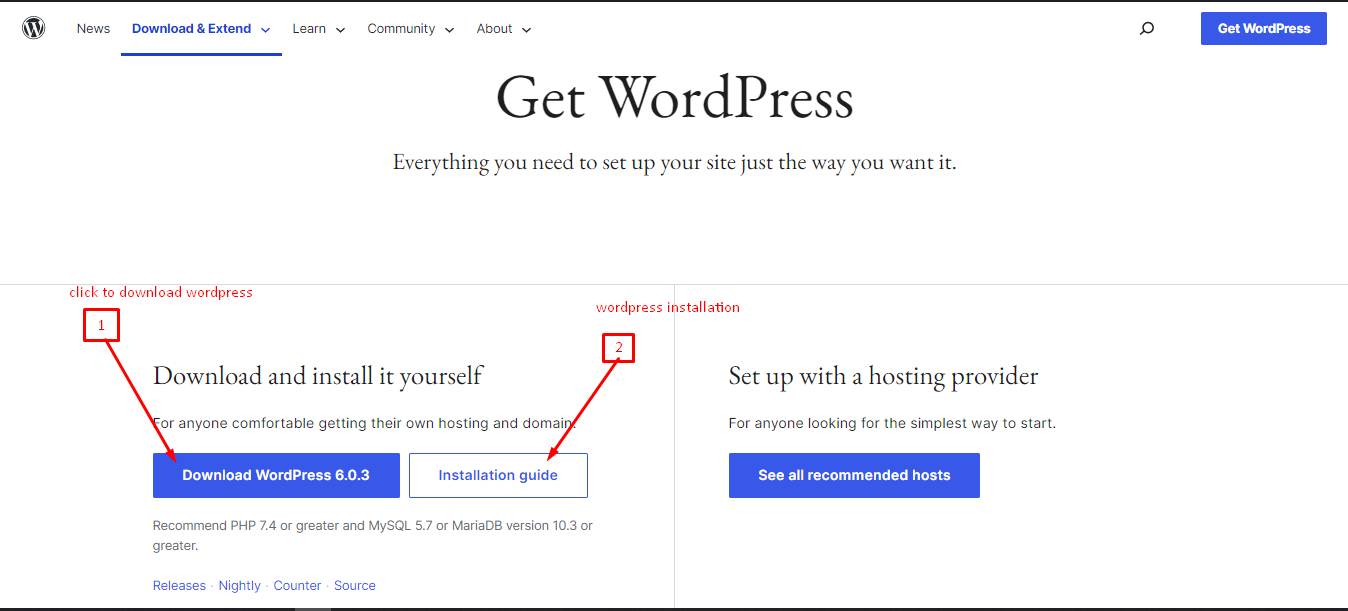 News Download & Extend Learn Community About Get WordPress
Get WordPress
Everything you need to set up your site just the way you want it.
click to download wordpress
1
wordpress installation
2
Download and install it yourself
For anyone comfortable getting their own hosting and domain.
Download WordPress 6.0.3 Installation guide
Recommend PHP 7.4 or greater and MySQL 5.7 or MariaDB version 10.3 or
greater.
Releases · Nightly · Counter · Source
Set up with a hosting provider
For anyone looking for the simplest way to start.
See all recommended hosts